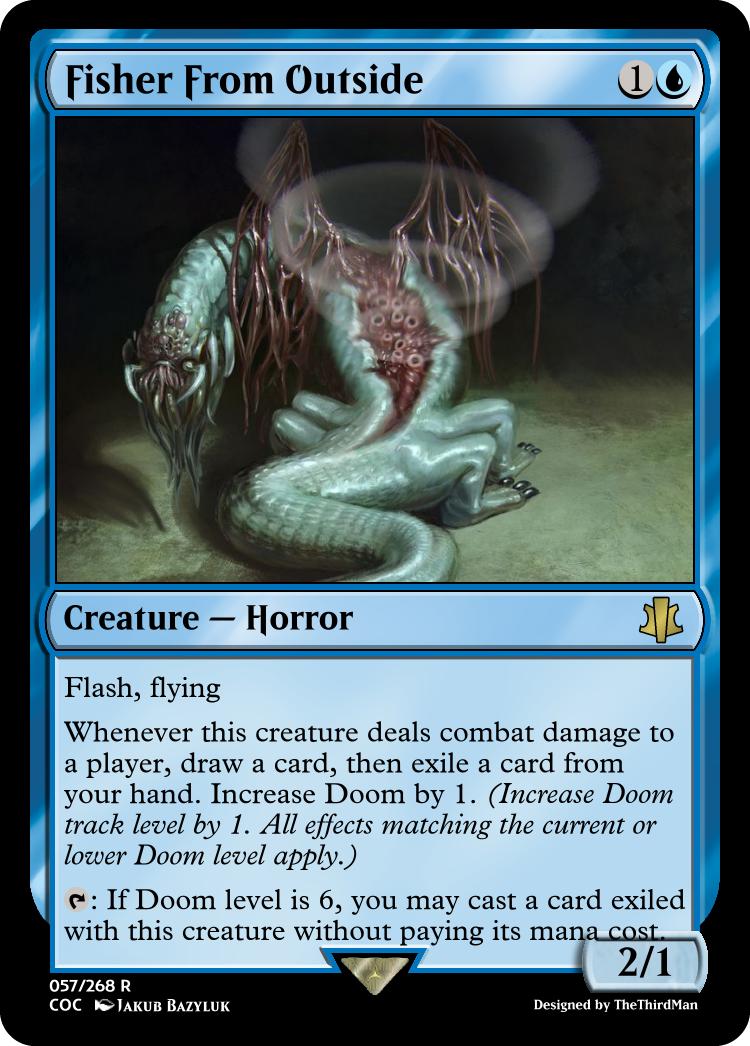 Fisher From Outside
1
Creature — Horror
Flash, flying
Whenever this creature deals combat damage to
a player, draw a card, then exile a card from
your hand. Increase Doom by 1. (Increase Doom
track level by 1. All effects matching the current or
lower Doom level apply.)
: If Doom level is 6, you may cast a card exiled
with this creature without paying its mana cost.
2/1
057/268 R
COC Jakub Bazyluk
Designed by TheThirdMan